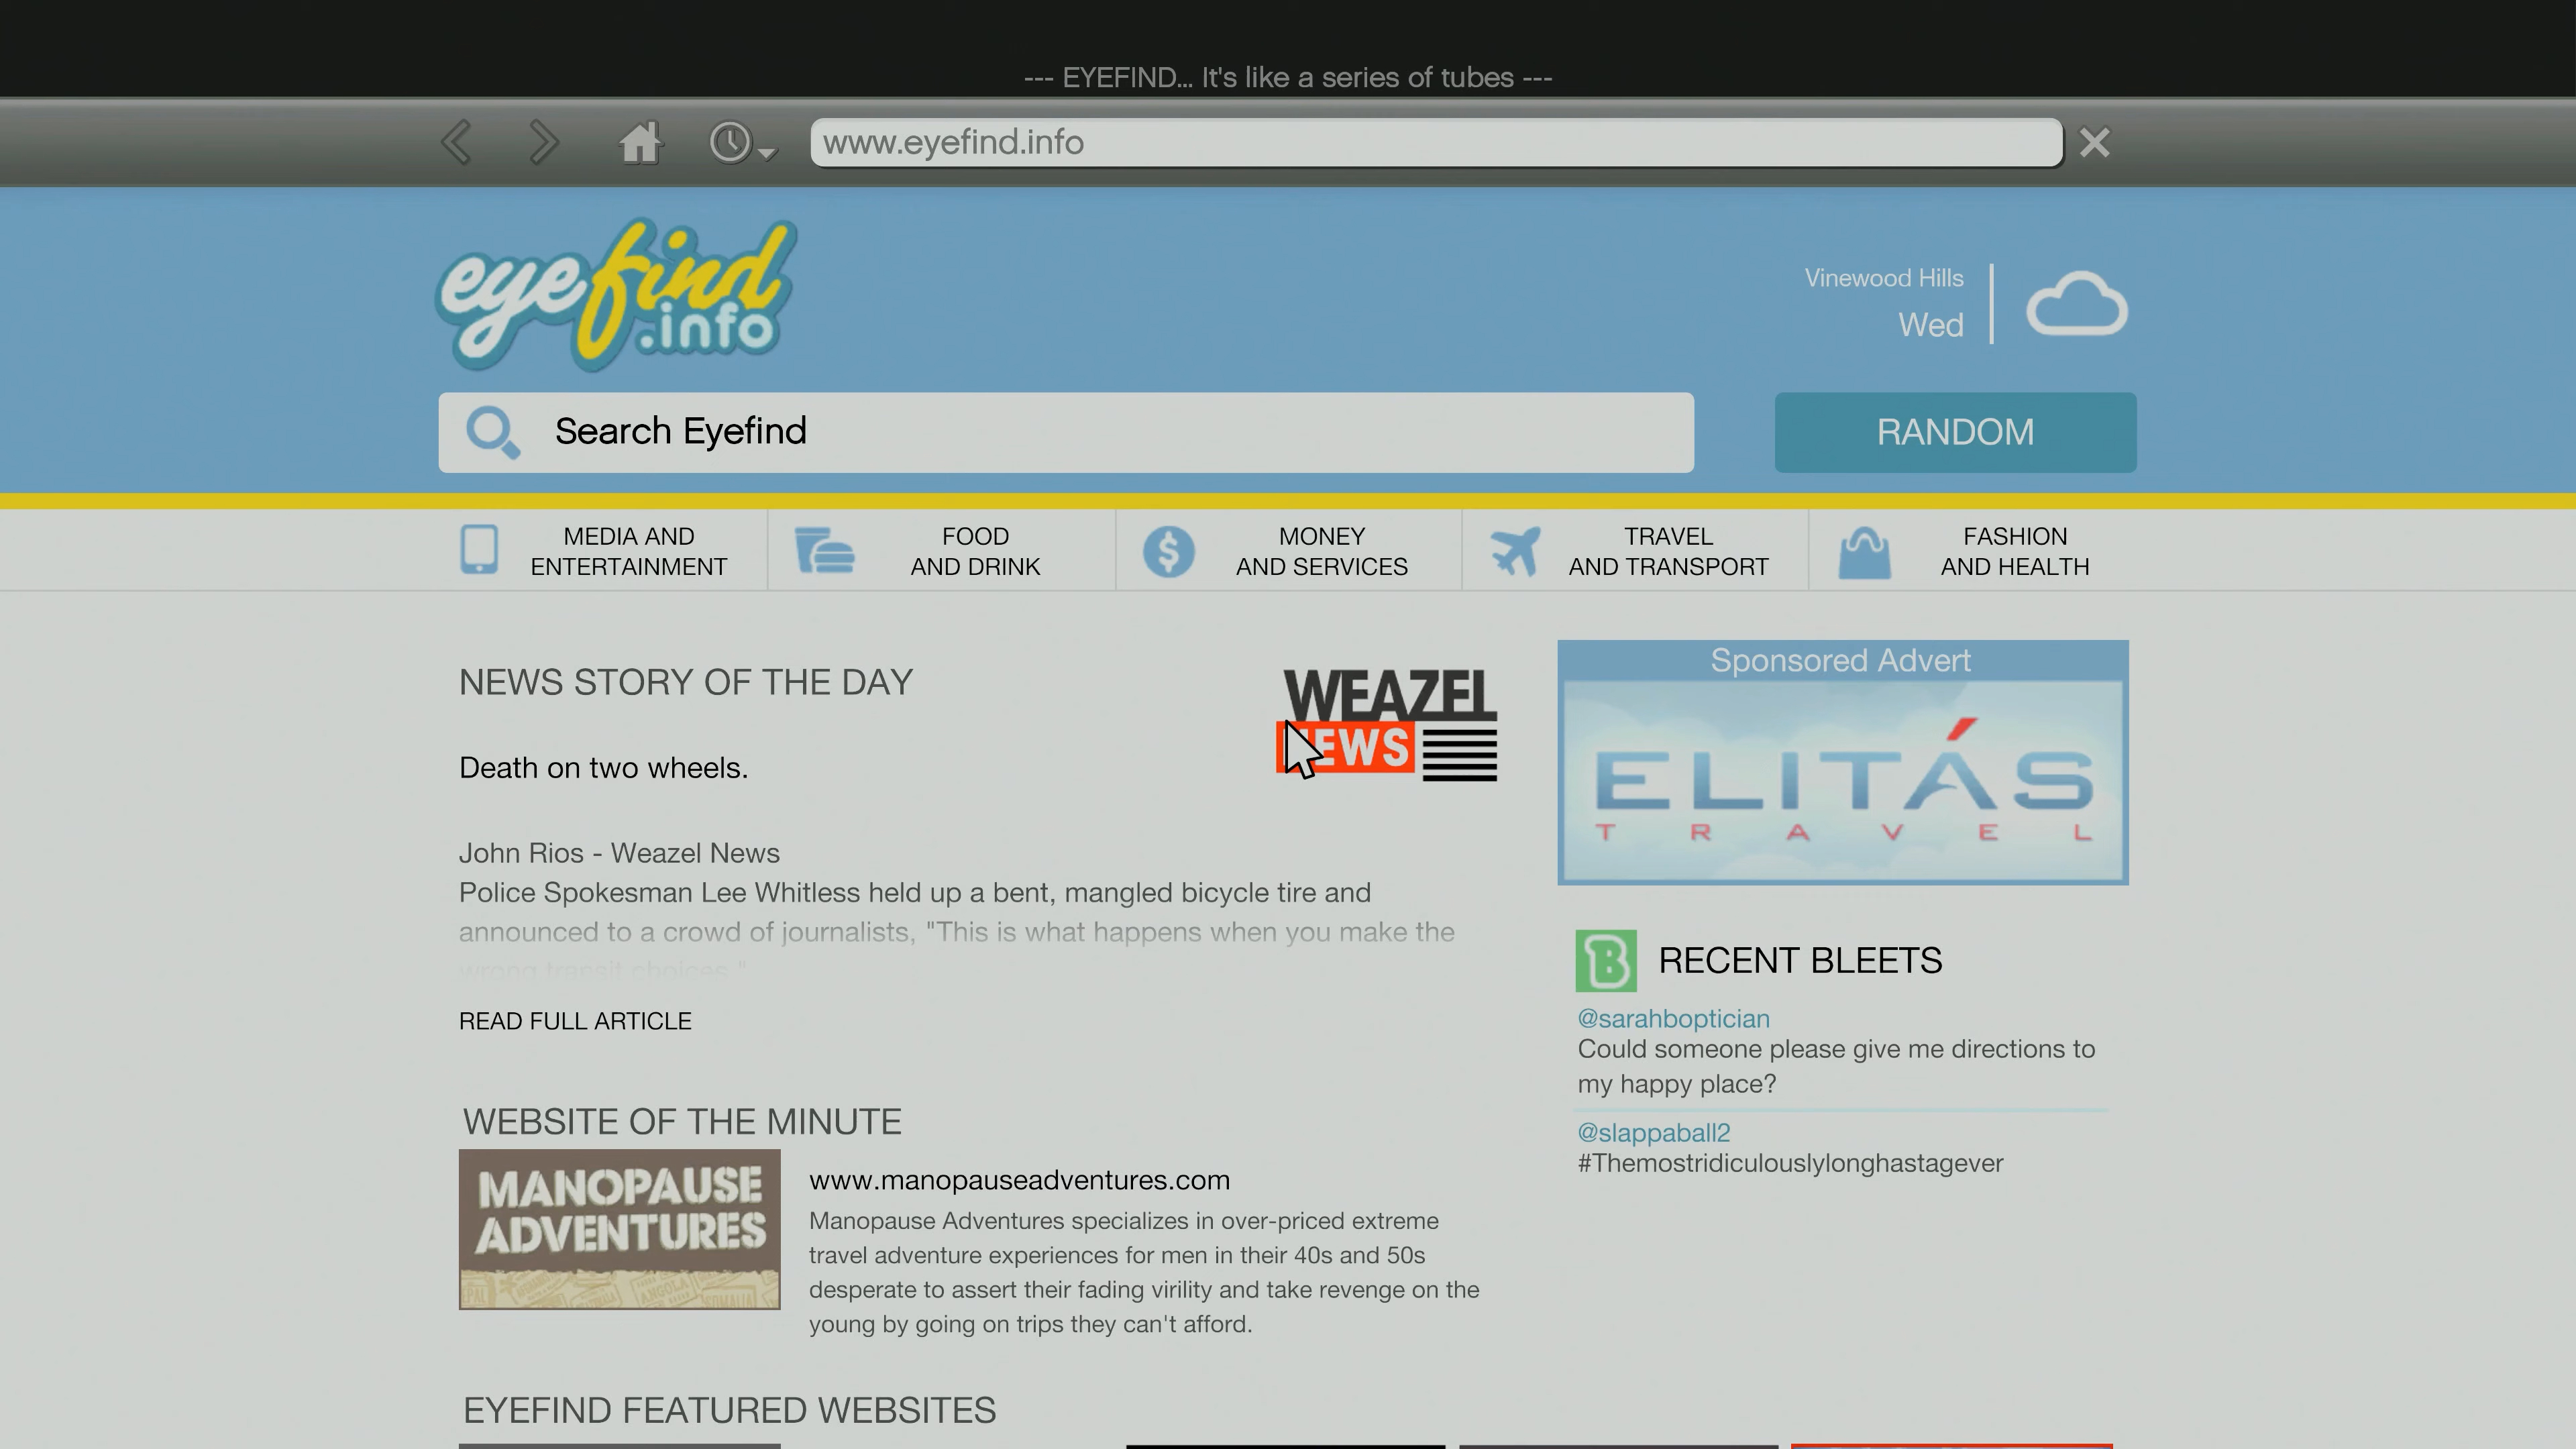 --- EYEFIND... It's like a series of tubes ---
www.eyefind.info
eyefind
.info
Vinewood Hills
Wed
Search Eyefind
RANDOM
MEDIA AND
ENTERTAINMENT
FOOD
AND DRINK
MONEY
AND SERVICES
TRAVEL
AND TRANSPORT
FASHION
AND HEALTH
NEWS STORY OF THE DAY
WEAZEL
NEWS
Death on two wheels.
John Rios - Weazel News
Police Spokesman Lee Whitless held up a bent, mangled bicycle tire and
announced to a crowd of journalists, "This is what happens when you make the
wrong transit choices."
READ FULL ARTICLE
WEBSITE OF THE MINUTE
MANOPAUSE
ADVENTURES
ANGOLA
SOMALIA
www.manopauseadventures.com
Manopause Adventures specializes in over-priced extreme
travel adventure experiences for men in their 40s and 50s
desperate to assert their fading virility and take revenge on the
young by going on trips they can't afford.
EYEFIND FEATURED WEBSITES
Sponsored Advert
ELITÁS
TRAVEL
B
RECENT BLEETS
@sarahboptician
Could someone please give me directions to
my happy place?
@slappaball2
#Themostridiculouslylonghastagever